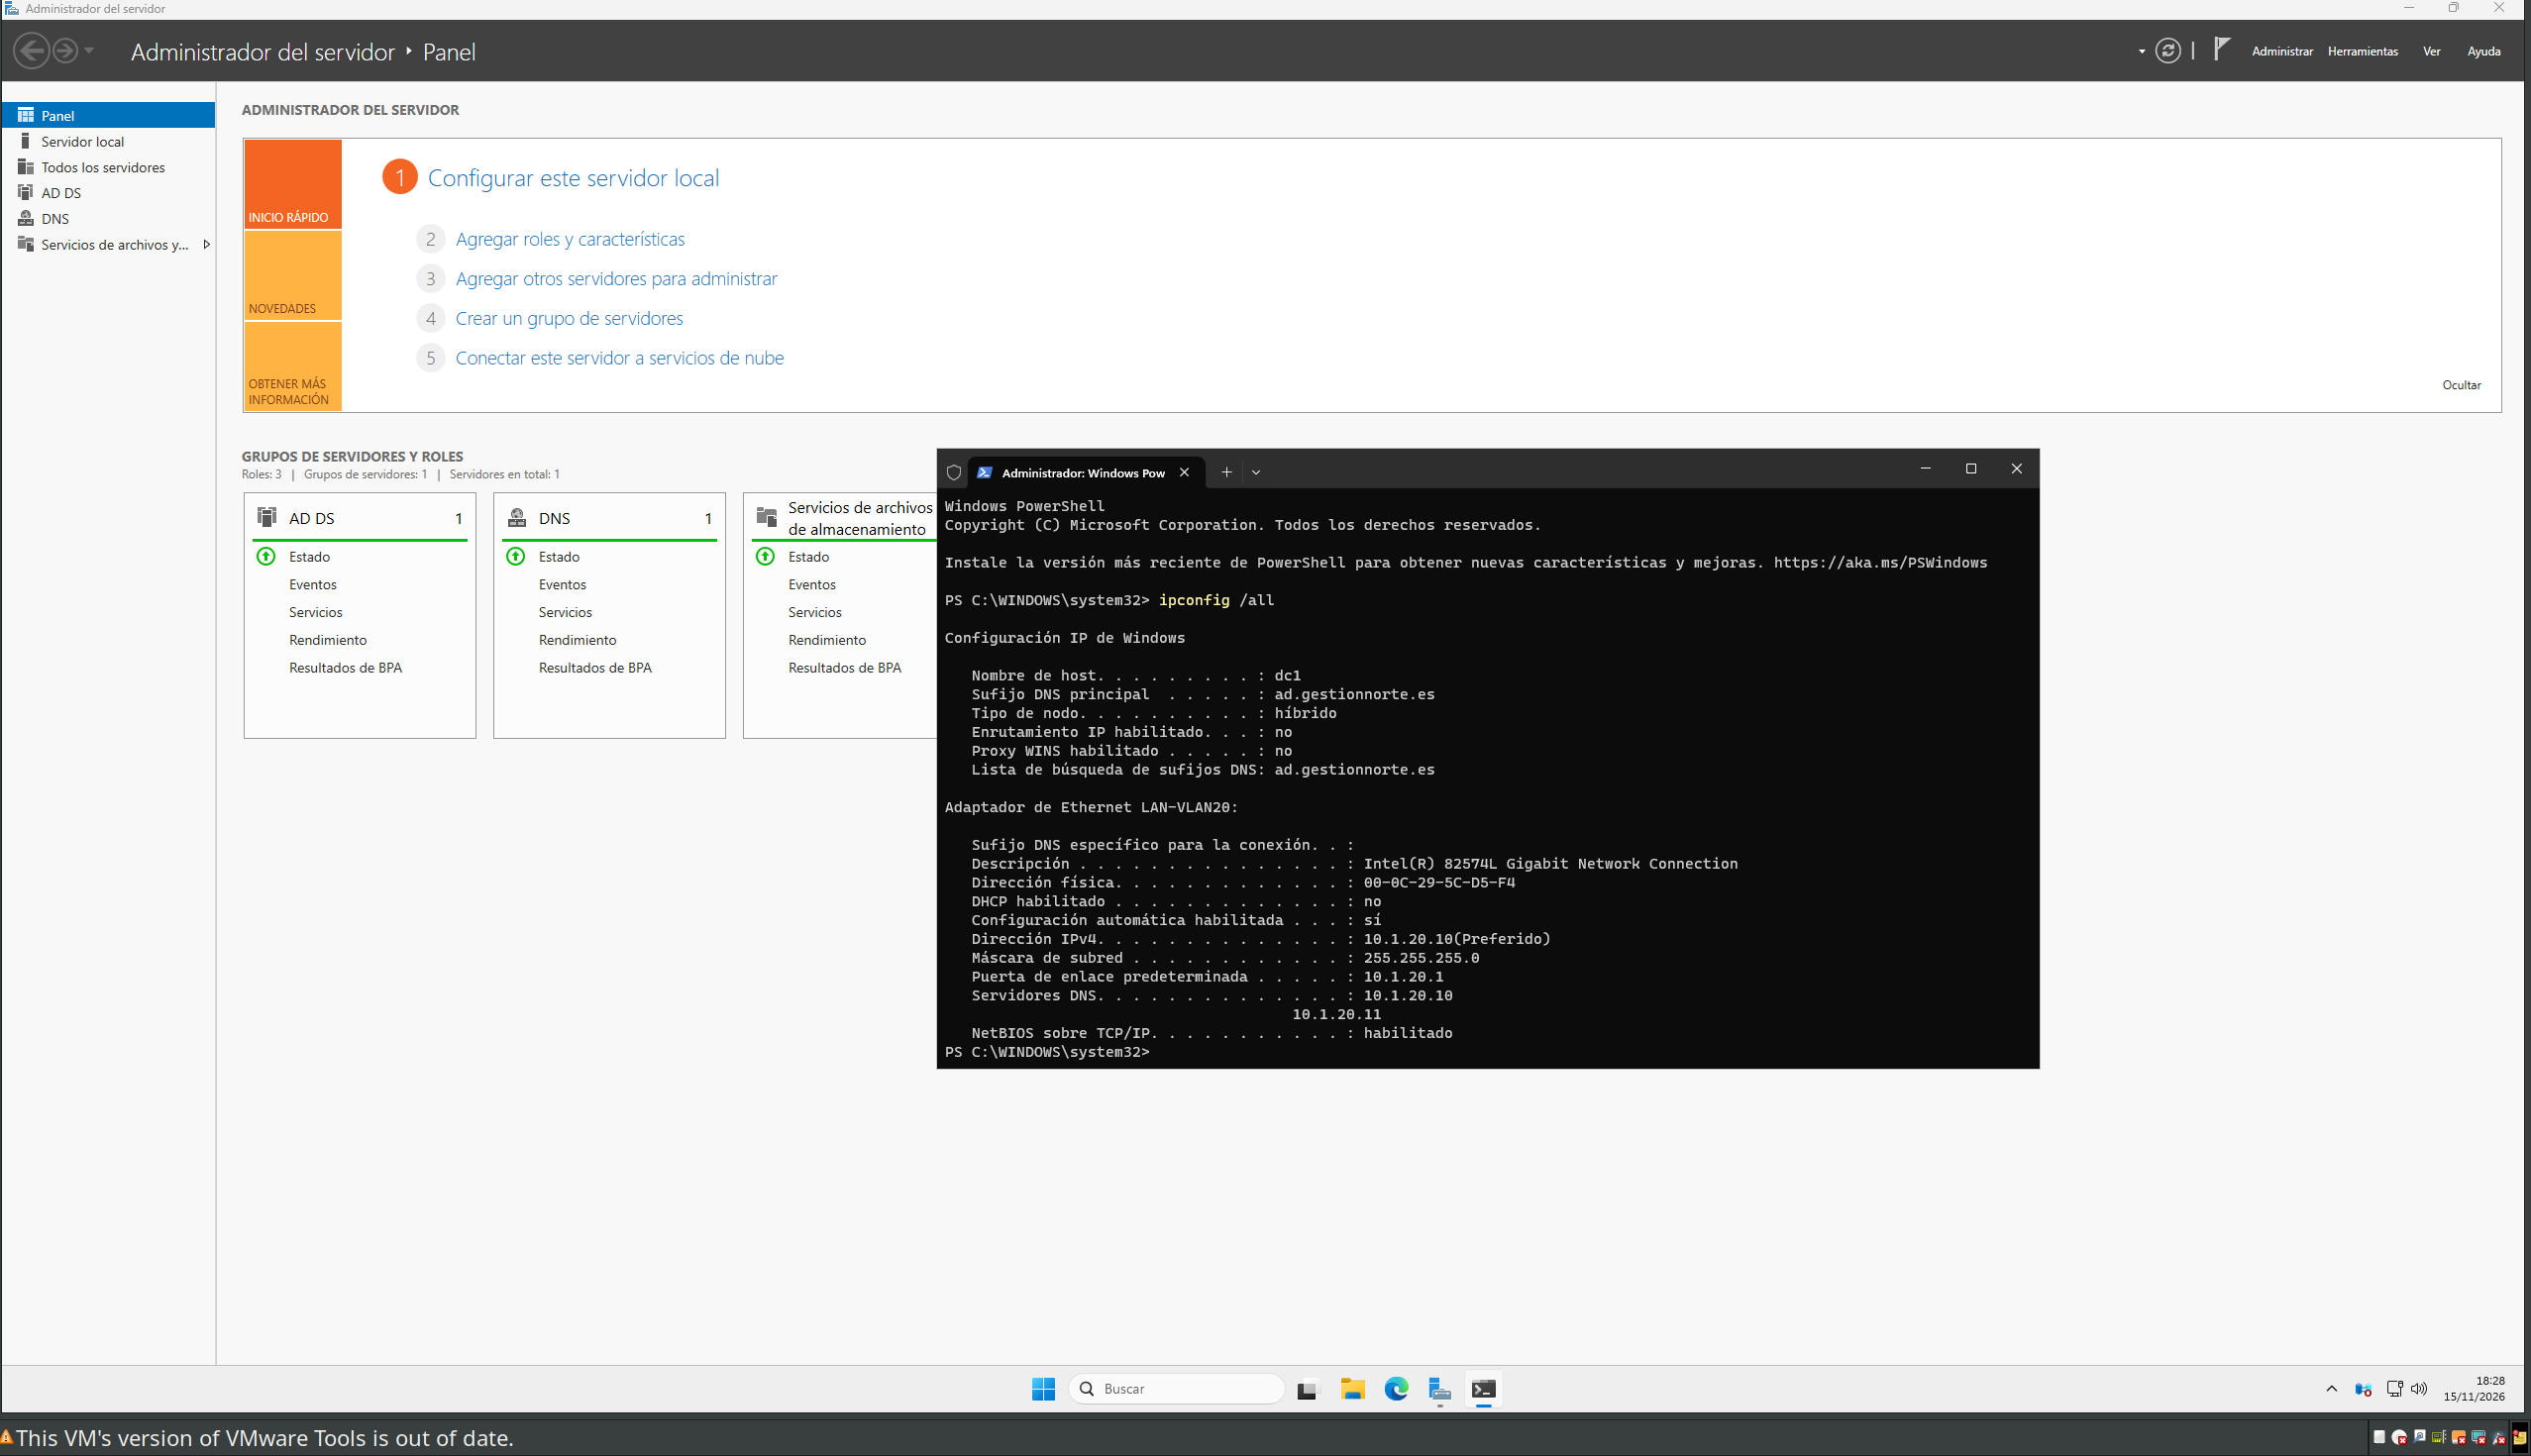 Administrador del servidor
Administrador del servidor ‣ Panel
Administrar
Herramientas
Ver
Ayuda
Panel
Servidor local
Todos los servidores
AD DS
DNS
Servicios de archivos y...
ADMINISTRADOR DEL SERVIDOR
INICIO RÁPIDO
NOVEDADES
OBTENER MÁS
INFORMACIÓN
1 Configurar este servidor local
2 Agregar roles y características
3 Agregar otros servidores para administrar
4 Crear un grupo de servidores
5 Conectar este servidor a servicios de nube
Ocultar
GRUPOS DE SERVIDORES Y ROLES
Roles: 3 | Grupos de servidores: 1 | Servidores en total: 1
AD DS 1
Estado
Eventos
Servicios
Rendimiento
Resultados de BPA
DNS 1
Estado
Eventos
Servicios
Rendimiento
Resultados de BPA
Servicios de archivos
de almacenamiento
Estado
Eventos
Servicios
Rendimiento
Resultados de BPA
Administrador: Windows Pow
Windows PowerShell
Copyright (C) Microsoft Corporation. Todos los derechos reservados.
Instale la versión más reciente de PowerShell para obtener nuevas características y mejoras. https://aka.ms/PSWindows
PS C:\WINDOWS\system32> ipconfig /all
Configuración IP de Windows
Nombre de host. . . . . . . . . : dc1
Sufijo DNS principal  . . . . . : ad.gestionnorte.es
Tipo de nodo. . . . . . . . . . : híbrido
Enrutamiento IP habilitado. . . : no
Proxy WINS habilitado . . . . . : no
Lista de búsqueda de sufijos DNS: ad.gestionnorte.es
Adaptador de Ethernet LAN-VLAN20:
Sufijo DNS específico para la conexión. . :
Descripción . . . . . . . . . . . . . . . : Intel(R) 82574L Gigabit Network Connection
Dirección física. . . . . . . . . . . . . : 00-0C-29-5C-D5-F4
DHCP habilitado . . . . . . . . . . . . . : no
Configuración automática habilitada . . . : sí
Dirección IPv4. . . . . . . . . . . . . . : 10.1.20.10(Preferido)
Máscara de subred . . . . . . . . . . . . : 255.255.255.0
Puerta de enlace predeterminada . . . . . : 10.1.20.1
Servidores DNS. . . . . . . . . . . . . . : 10.1.20.10
10.1.20.11
NetBIOS sobre TCP/IP. . . . . . . . . . . : habilitado
PS C:\WINDOWS\system32>
Buscar
18:28
15/11/2026
This VM's version of VMware Tools is out of date.